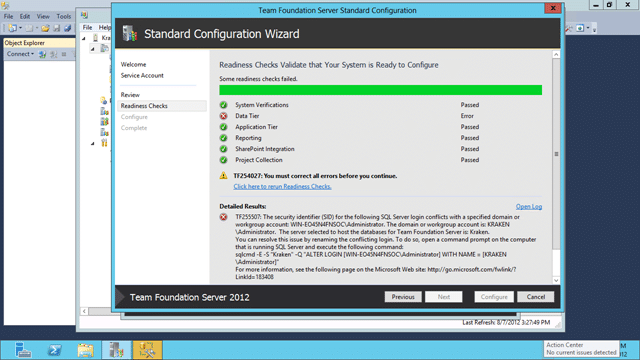 Team Foundation Server Standard Configuration
File Edit View Tools
File Help
Object Explorer
Connect
Standard Configuration Wizard
Welcome
Service Account
Review
Readiness Checks
Configure
Complete
Readiness Checks Validate that Your System is Ready to Configure
Some readiness checks failed.
System Verifications Passed
Data Tier Error
Application Tier Passed
Reporting Passed
SharePoint Integration Passed
Project Collection Passed
TF254027: You must correct all errors before you continue.
Click here to rerun Readiness Checks.
Detailed Results: Open Log
TF255507: The security identifier (SID) for the following SQL Server login conflicts with a specified domain or
workgroup account: WIN-EO45N4FNSOC\Administrator. The domain or workgroup account is: KRAKEN
\Administrator. The server selected to host the databases for Team Foundation Server is: Kraken.
You can resolve this issue by renaming the conflicting login. To do so, open a command prompt on the computer
that is running SQL Server and execute the following command:
sqlcmd -E -S "Kraken" -Q "ALTER LOGIN [WIN-EO45N4FNSOC\Administrator] WITH NAME = [KRAKEN
\Administrator]"
For more information, see the following page on the Microsoft Web site: http://go.microsoft.com/fwlink/?
LinkId=183408
Team Foundation Server 2012
Previous Next Configure Cancel
Last Refresh: 8/7/2012 3:27:49 PM
Action Center
No current issues detected